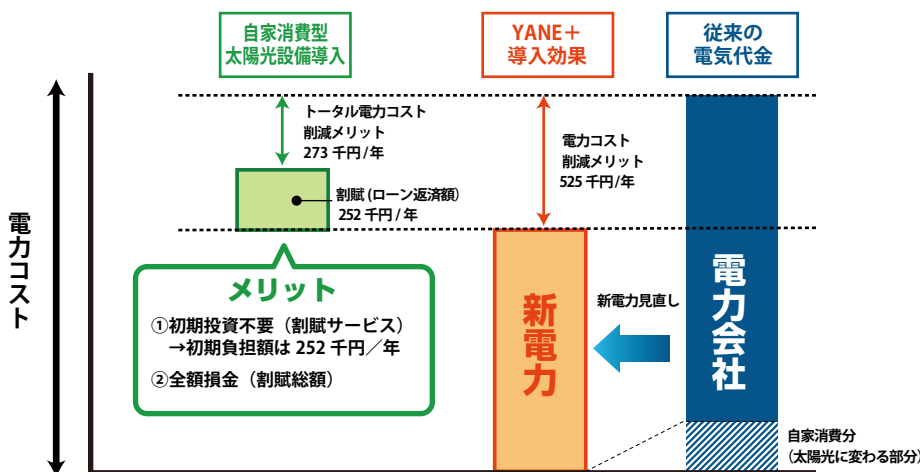 自家消費型
太陽光設備導入
YANE＋
導入効果
従来の
電気代金
電力コスト
トータル電力コスト
削減メリット
273 千円/年
割賦(ローン返済額)
252 千円/年
電力コスト
削減メリット
525千円/年
メリット
①初期投資不要（割賦サービス）
→初期負担額は 252 千円／年
②全額損金（割賦総額）
新電力
新電力見直し
電力会社
自家消費分
（太陽光に変わる部分）